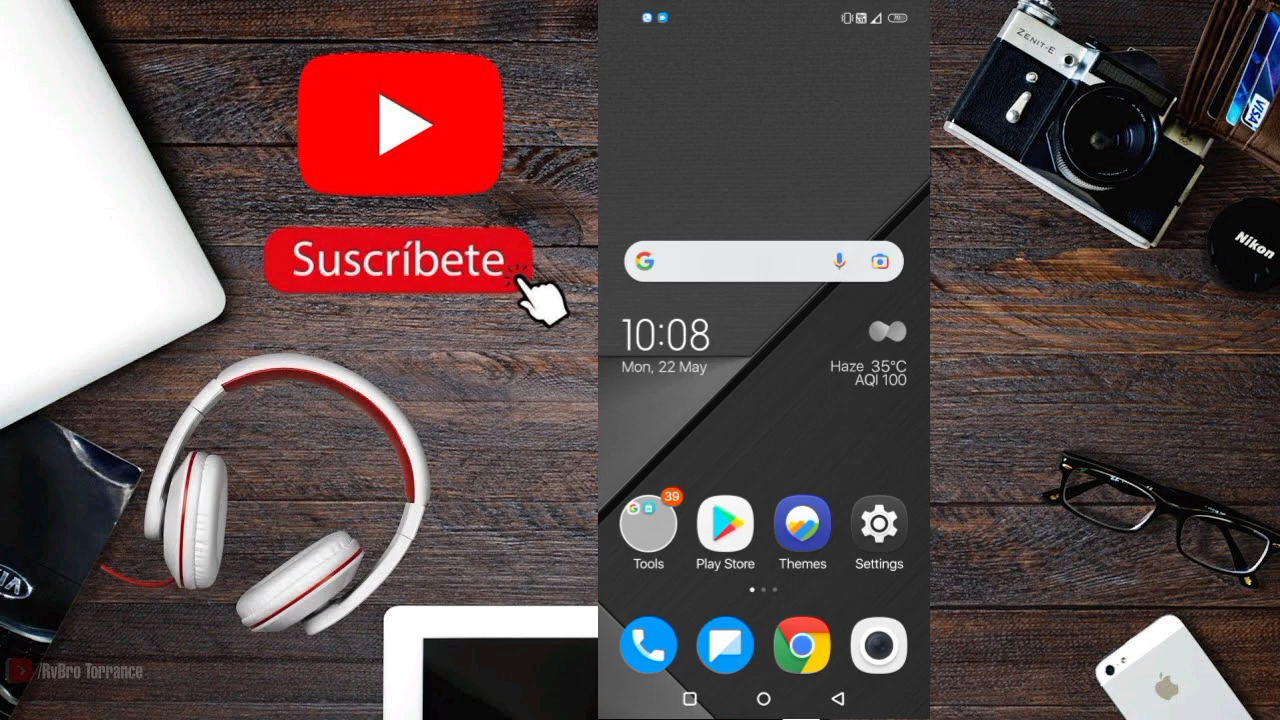 Suscríbete
10:08
Mon, 22 May
Haze 35°C
AQI 100
39
Tools
Play Store
Themes
Settings
ZENIT-E
VISA
Nikon
/RvBro Torrance